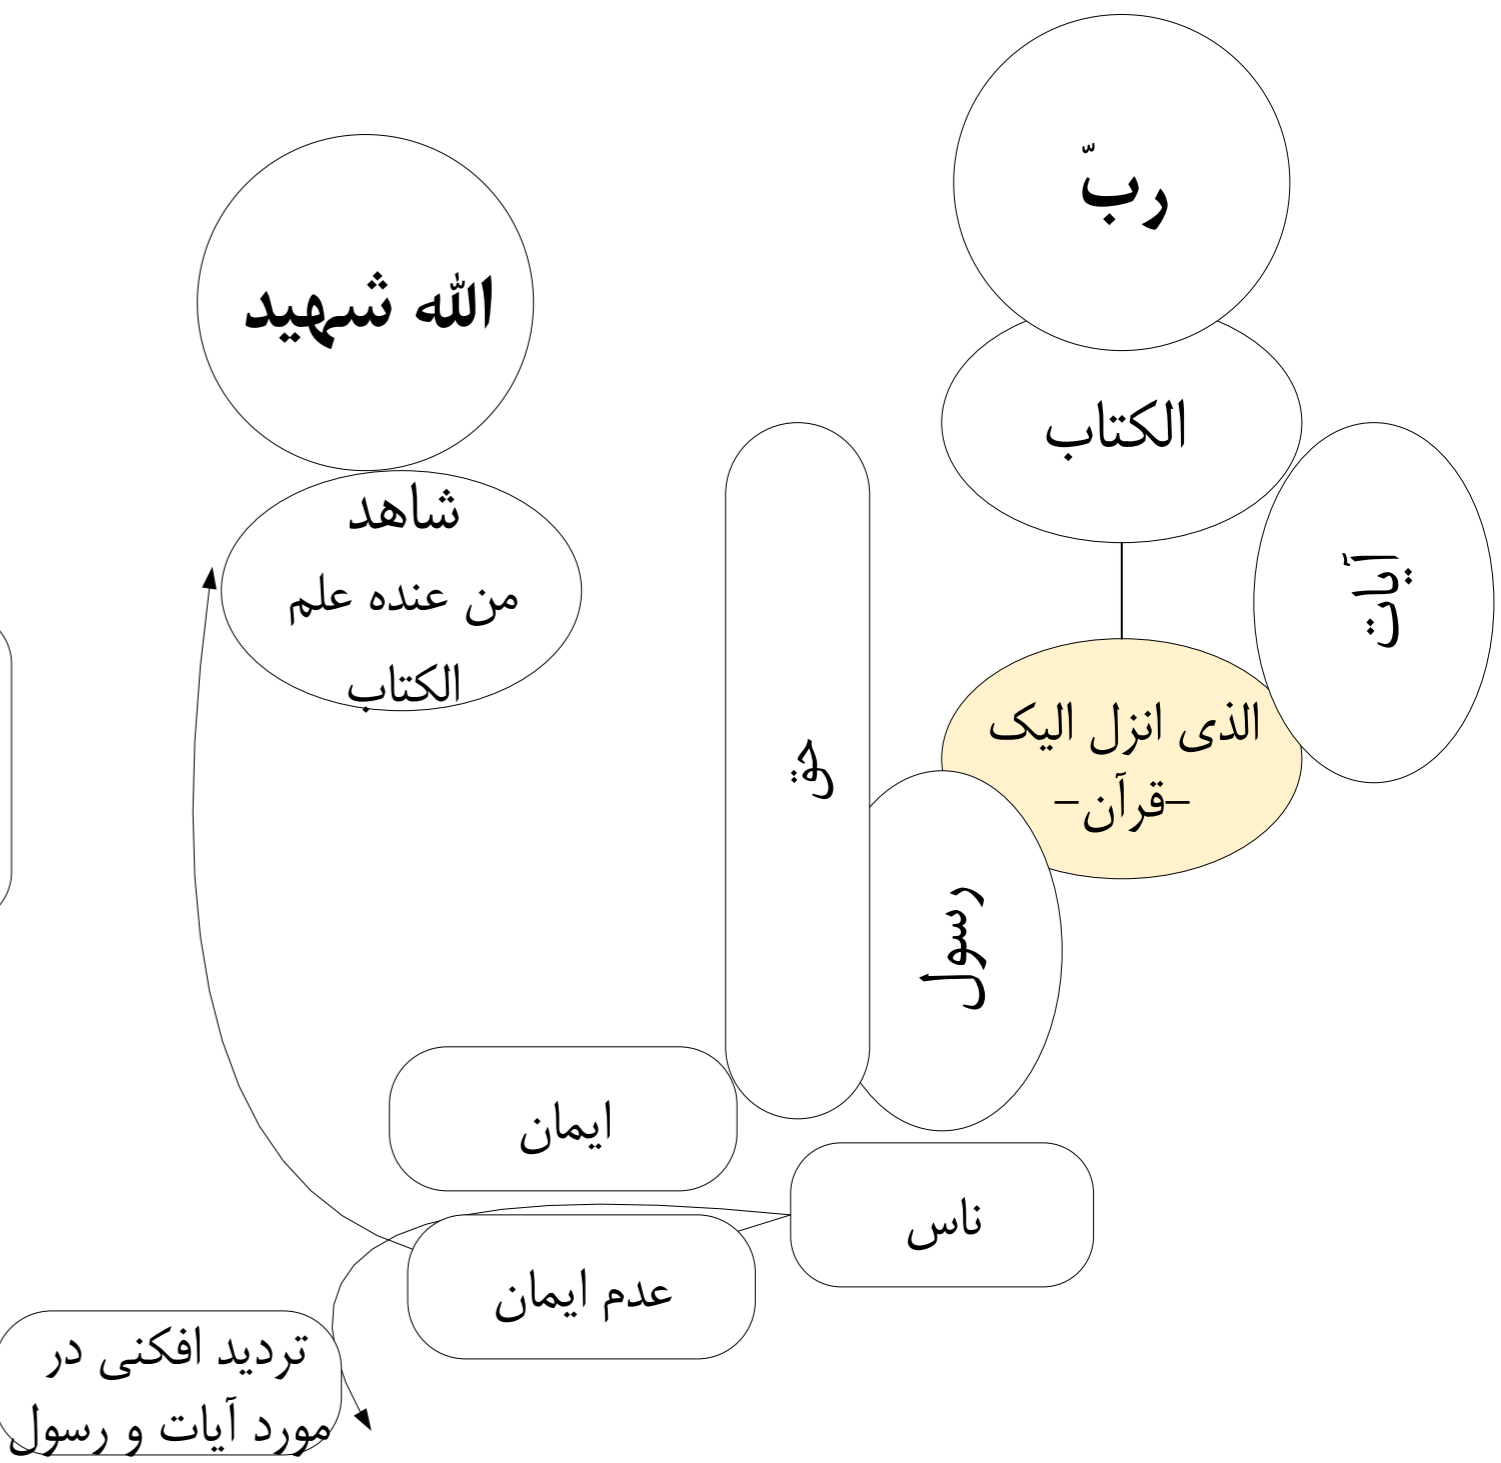 ربّ
الله شهید
الکتاب
شاهد
من عنده علم
الکتاب
آیات
الذی انزل الیک
-قرآن-
حق
رسول
ایمان
ناس
عدم ایمان
تردید افکنی در
مورد آیات و رسول